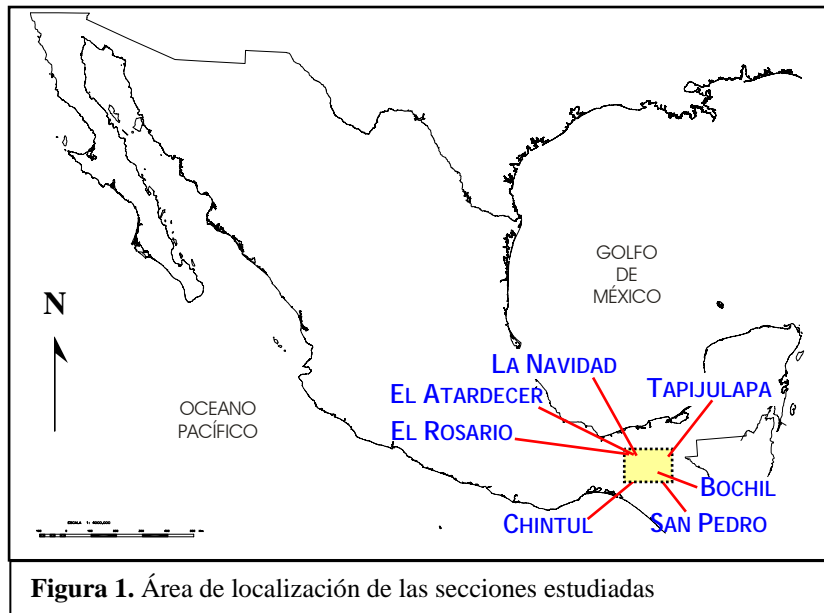 GOLFO
DE
MÉXICO
N
LA NAVIDAD
EL ATARDECER
TAPIJULAPA
OCEANO
PACÍFICO
EL ROSARIO
BOCHIL
CHINTUL
SAN PEDRO
Figura 1. Área de localización de las secciones estudiadas